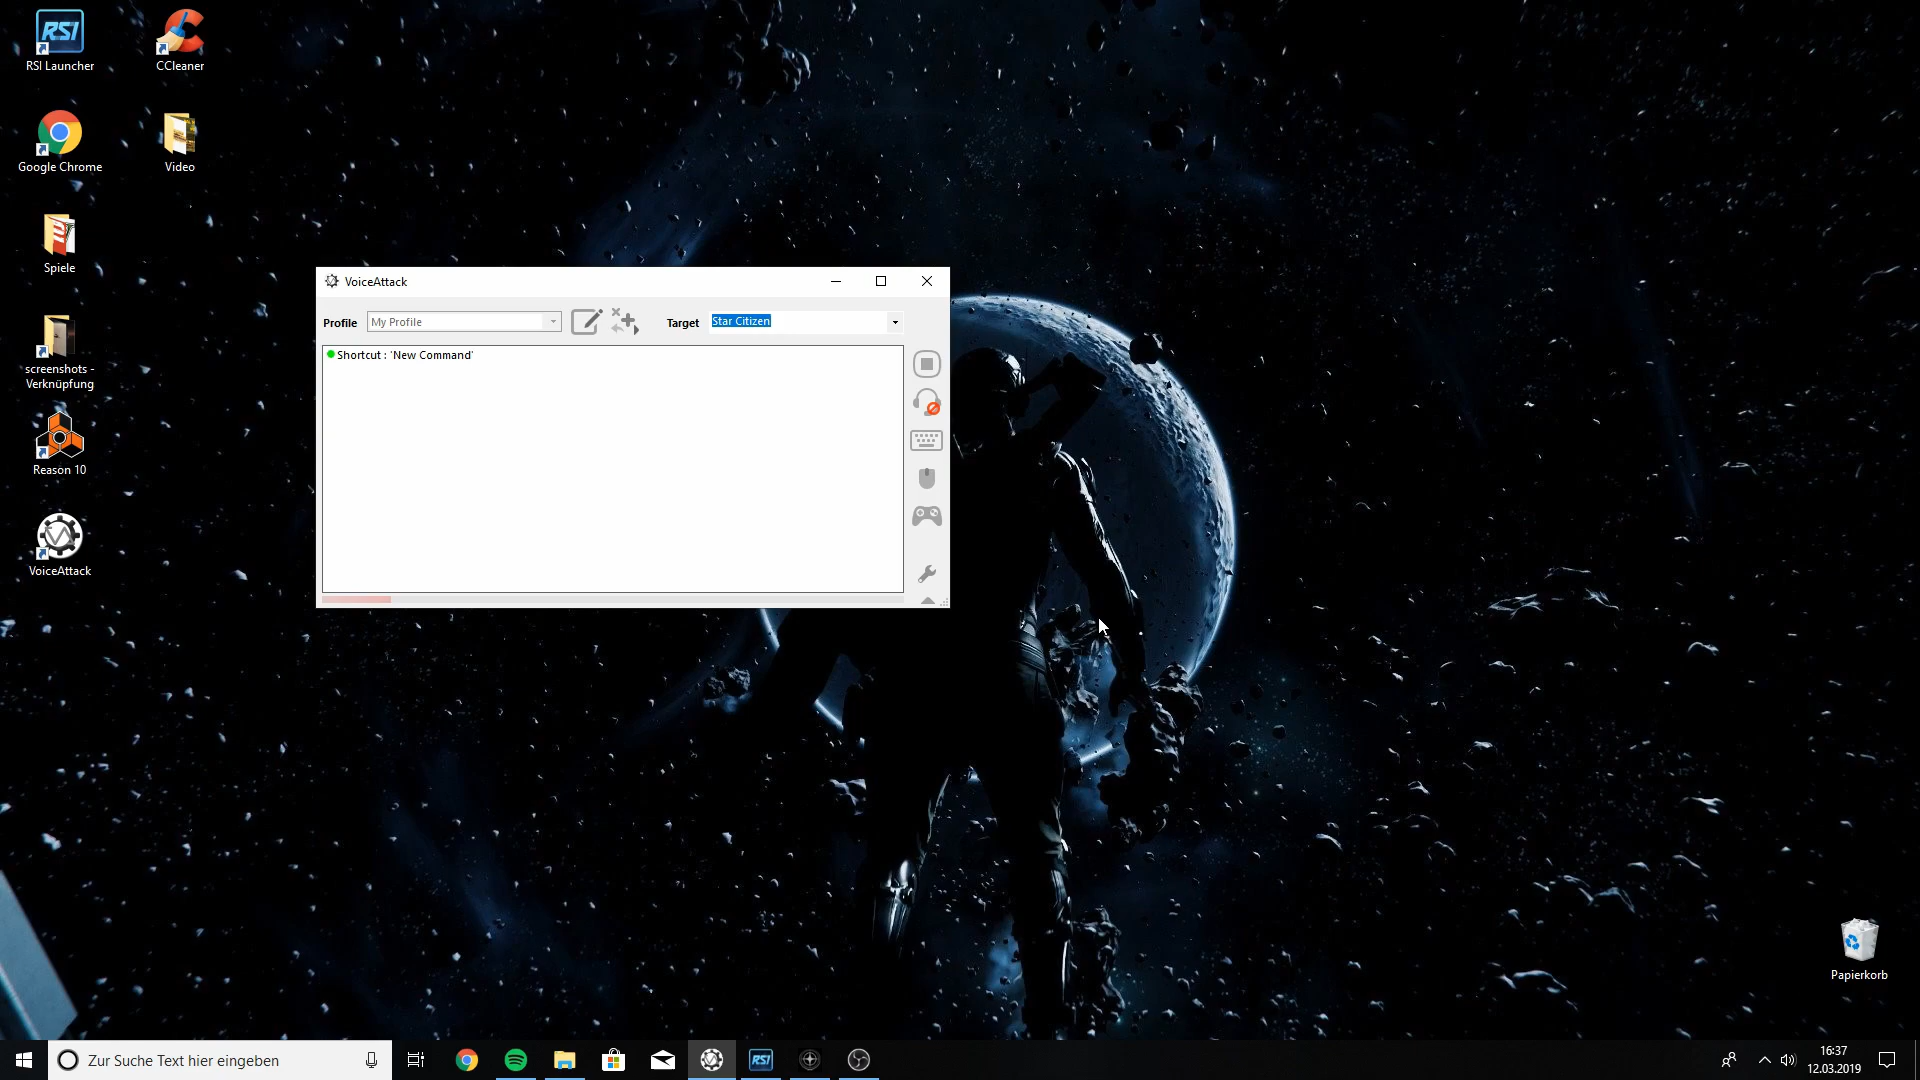 RSI
RSI Launcher
CCleaner
Google Chrome
Video
Spiele
screenshots -
Verknüpfung
Reason 10
VoiceAttack
VoiceAttack
Profile
My Profile
Target
Star Citizen
Shortcut : 'New Command'
Papierkorb
Zur Suche Text hier eingeben
RSI
16:37
12.03.2019